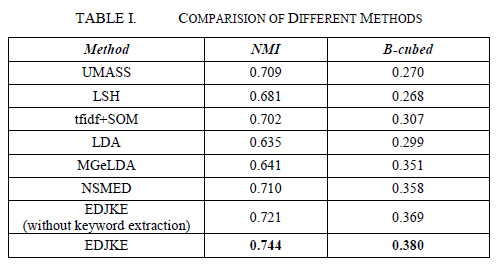 TABLE I. COMPARISION OF DIFFERENT METHODS
Method NMI B-cubed
UMASS 0.709 0.270
LSH 0.681 0.268
tfidf+SOM 0.702 0.307
LDA 0.635 0.299
MGeLDA 0.641 0.351
NSMED 0.710 0.358
EDJKE
(without keyword extraction) 0.721 0.369
EDJKE 0.744 0.380